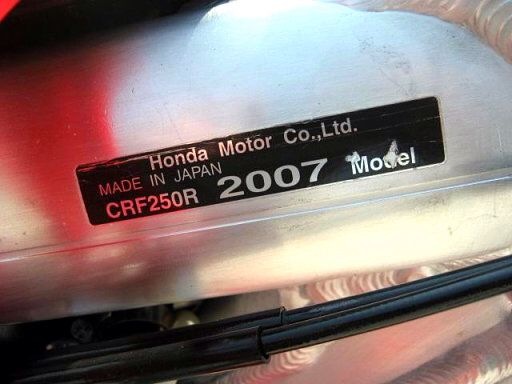 Honda Motor Co.,Ltd.
MADE IN JAPAN
CRF250R 2007 Model